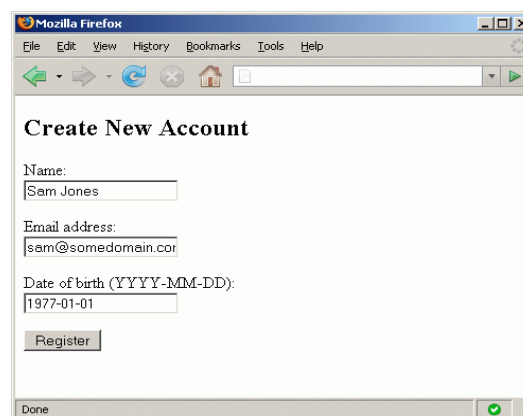 Mozilla Firefox
File Edit View History Bookmarks Tools Help
Create New Account
Name:
Sam Jones
Email address:
sam@somedomain.cor
Date of birth (YYYY-MM-DD):
1977-01-01
Register
Done